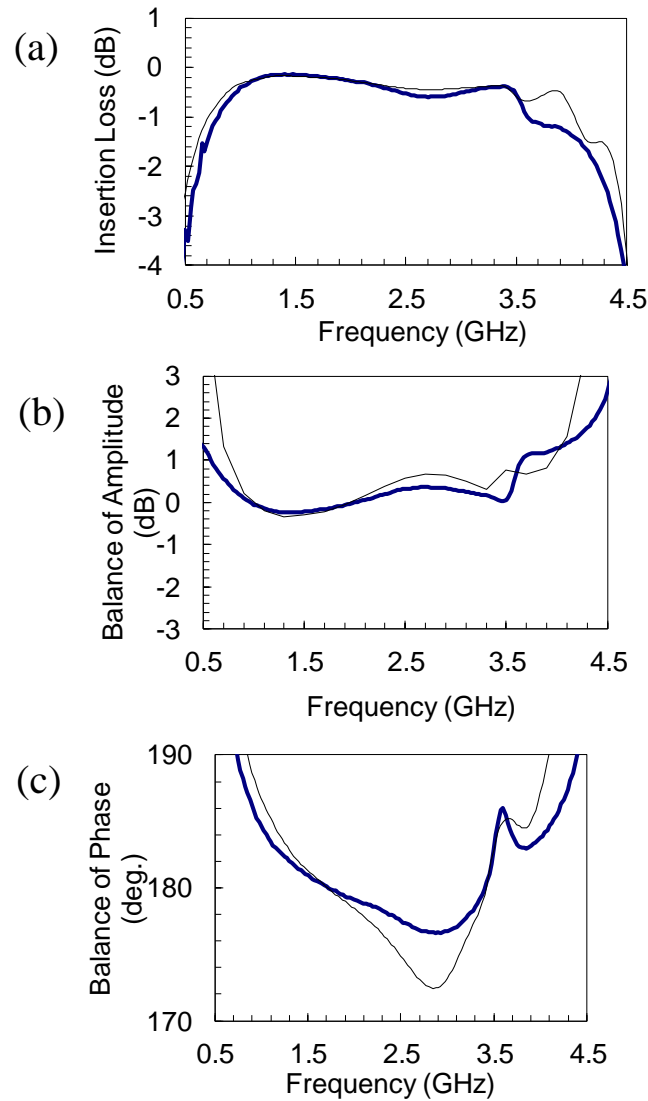 (a)
Insertion Loss (dB)
1
0
-1
-2
-3
-4
0.5 1.5 2.5 3.5 4.5
Frequency (GHz)
(b)
Balance of Amplitude
(dB)
3
2
1
0
-1
-2
-3
0.5 1.5 2.5 3.5 4.5
Frequency (GHz)
(c)
Balance of Phase
(deg.)
190
180
170
0.5 1.5 2.5 3.5 4.5
Frequency (GHz)